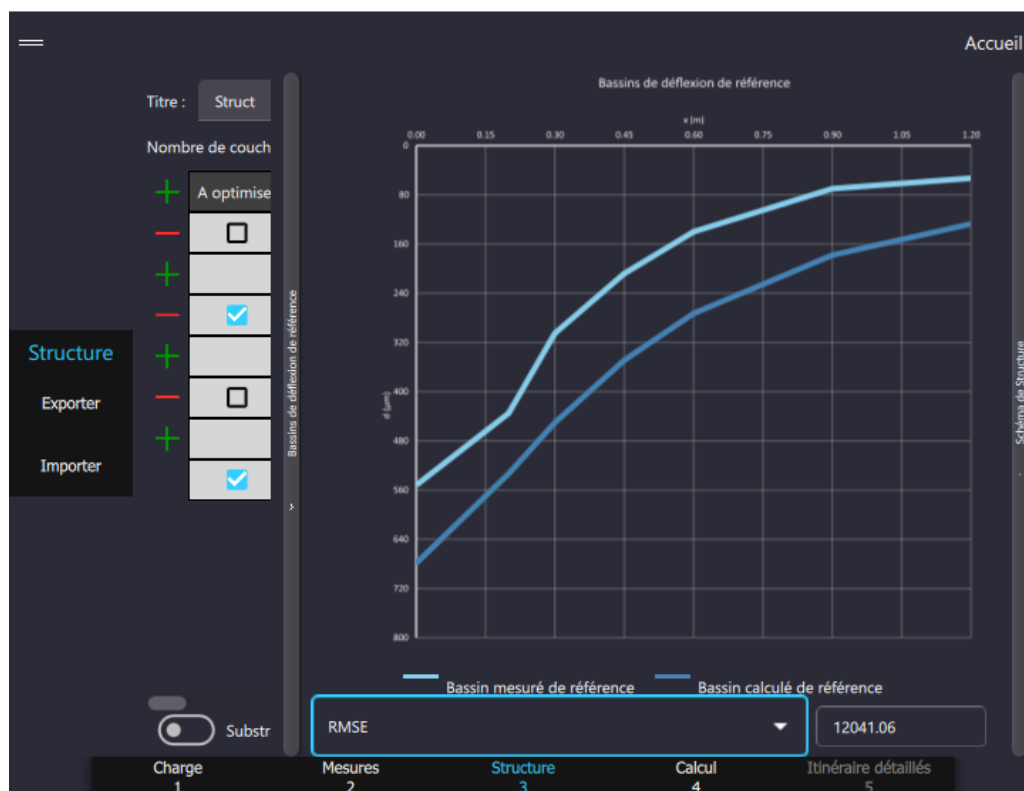 Accueil
Titre :
Struct
Nombre de couch
A optimise
Structure
Exporter
Importer
Substr
Bassins de déflexion de référence
Bassins de déflexion de référence
x (m)
0.00 0.15 0.30 0.45 0.60 0.75 0.90 1.05 1.20
0
80
160
240
320
400
480
560
640
720
800
d (µm)
Bassin mesuré de référence
Bassin calculé de référence
RMSE
12041.06
Schéma de Structure
Charge Mesures Structure Calcul Itinéraire détaillés
1 2 3 4 5